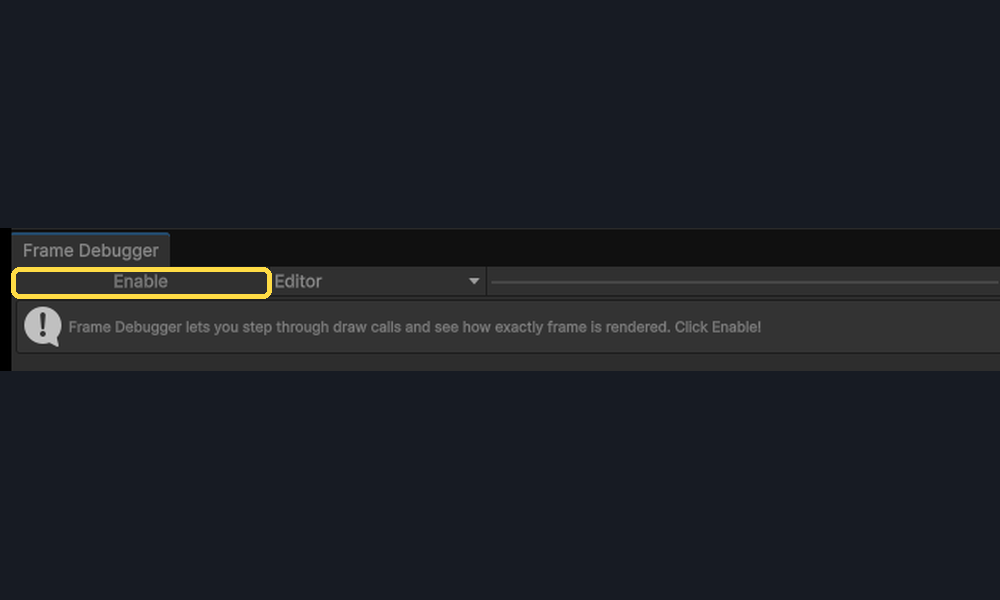 Frame Debugger
Enable Editor
Frame Debugger lets you step through draw calls and see how exactly frame is rendered. Click Enable!